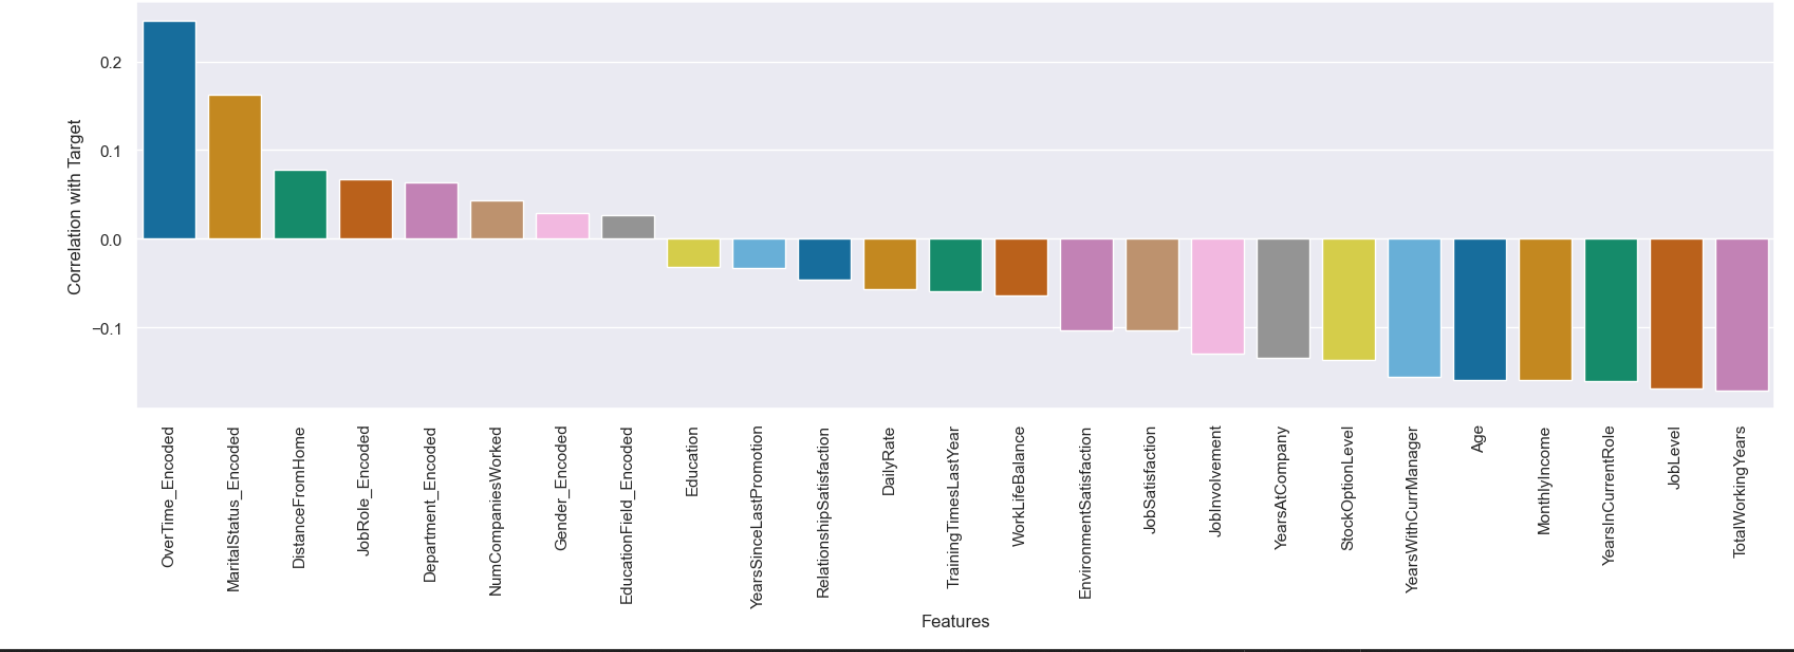 Correlation with Target
0.2
0.1
0.0
−0.1
OverTime_Encoded
MaritalStatus_Encoded
DistanceFromHome
JobRole_Encoded
Department_Encoded
NumCompaniesWorked
Gender_Encoded
EducationField_Encoded
Education
YearsSinceLastPromotion
RelationshipSatisfaction
DailyRate
TrainingTimesLastYear
WorkLifeBalance
EnvironmentSatisfaction
JobSatisfaction
JobInvolvement
YearsAtCompany
StockOptionLevel
YearsWithCurrManager
Age
MonthlyIncome
YearsInCurrentRole
JobLevel
TotalWorkingYears
Features